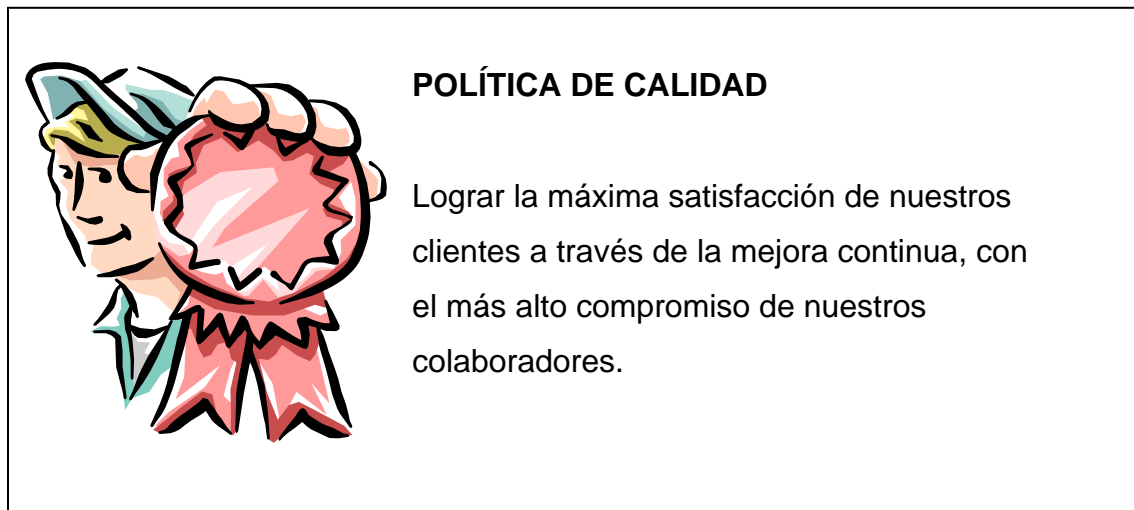 POLÍTICA DE CALIDAD
Lograr la máxima satisfacción de nuestros
clientes a través de la mejora continua, con
el más alto compromiso de nuestros
colaboradores.